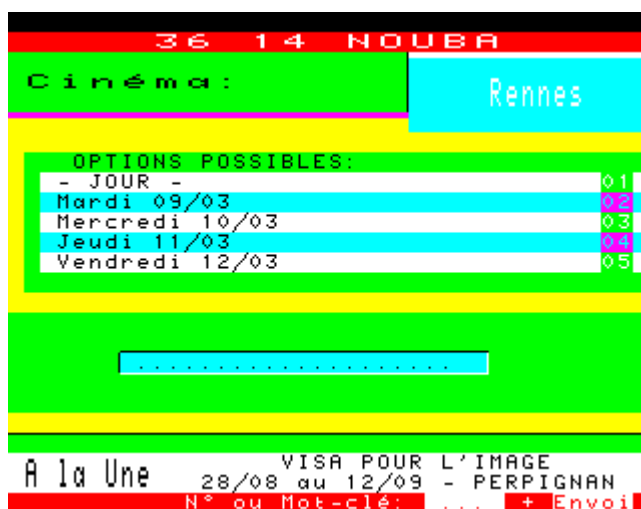 36 14 NOUBA
Cinéma:
Rennes
OPTIONS POSSIBLES:
- JOUR - 01
Mardi 09/03 02
Mercredi 10/03 03
Jeudi 11/03 04
Vendredi 12/03 05
....................
A la Une
VISA POUR L'IMAGE
28/08 au 12/09 - PERPIGNAN
N° ou Mot-clé: ... + Envoi